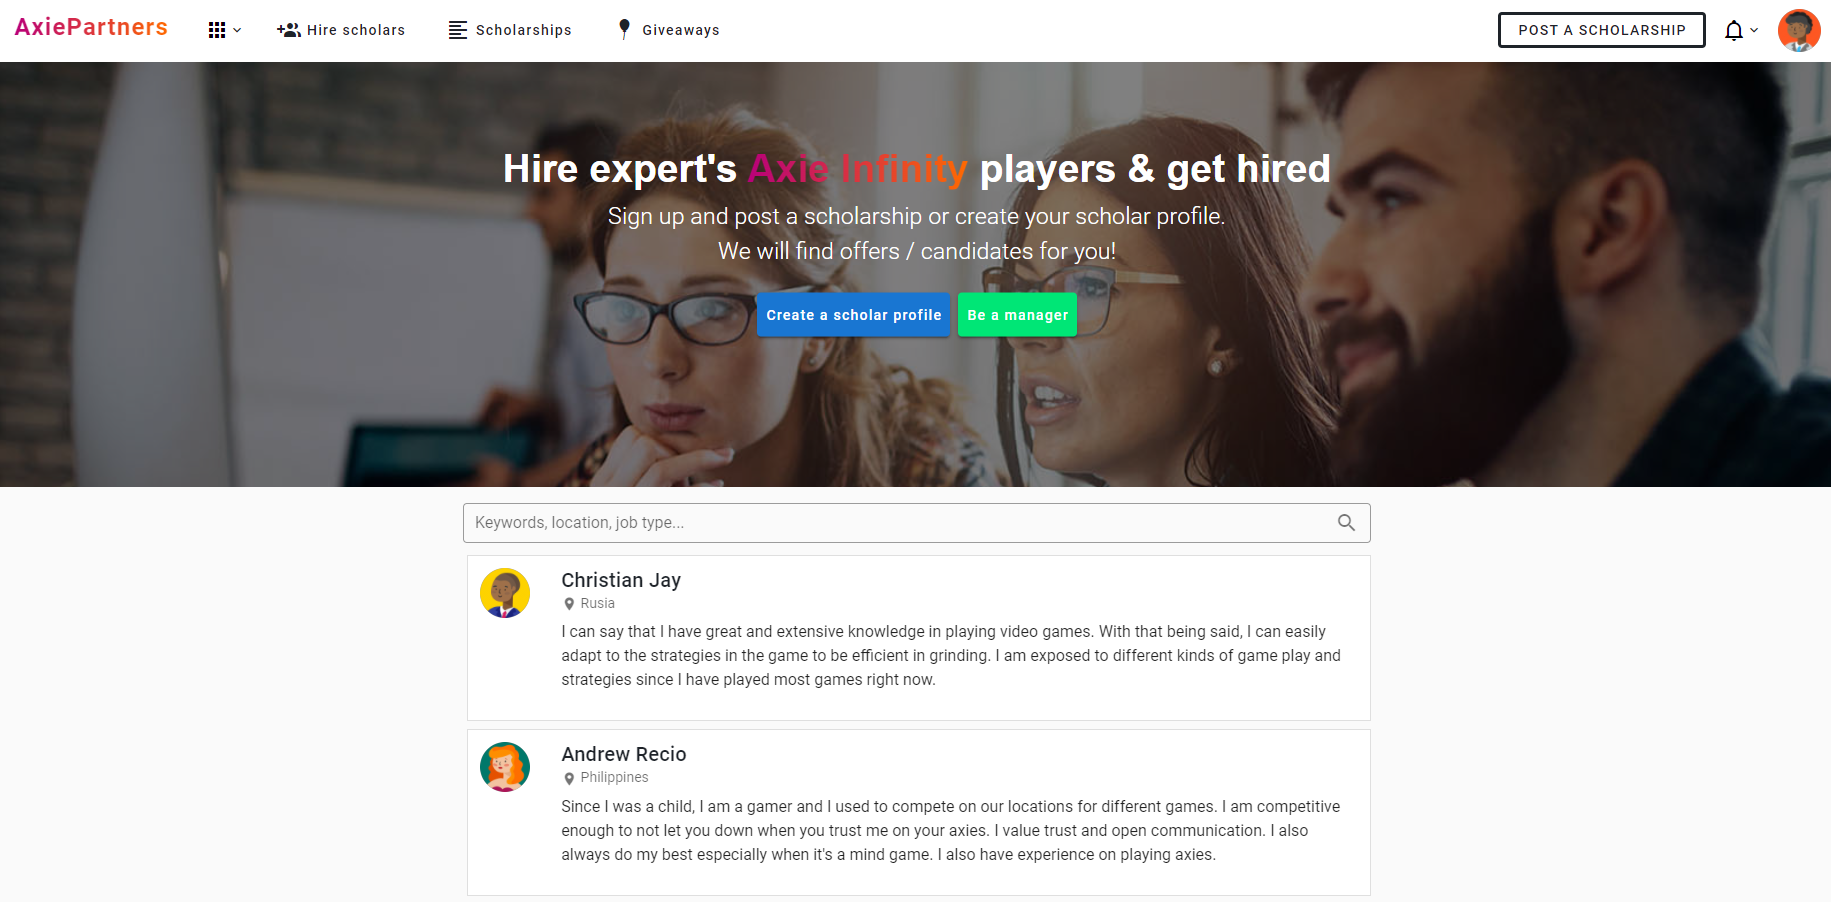 AxiePartners
Hire scholars
Scholarships
Giveaways
POST A SCHOLARSHIP
Hire expert's Axie Infinity players & get hired
Sign up and post a scholarship or create your scholar profile.
We will find offers / candidates for you!
Create a scholar profile
Be a manager
Keywords, location, job type...
Christian Jay
Rusia
I can say that I have great and extensive knowledge in playing video games. With that being said, I can easily
adapt to the strategies in the game to be efficient in grinding. I am exposed to different kinds of game play and
strategies since I have played most games right now.
Andrew Recio
Philippines
Since I was a child, I am a gamer and I used to compete on our locations for different games. I am competitive
enough to not let you down when you trust me on your axies. I value trust and open communication. I also
always do my best especially when it's a mind game. I also have experience on playing axies.